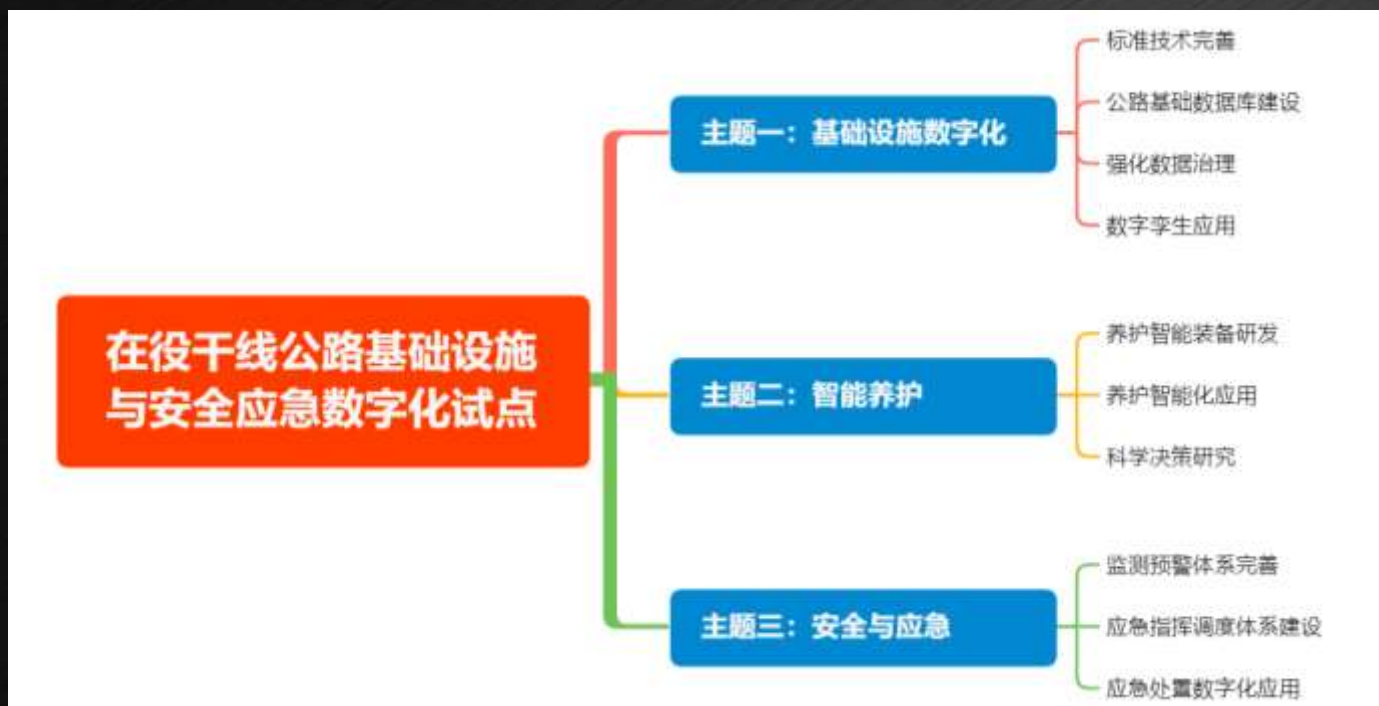 在役干线公路基础设施
与安全应急数字化试点
主题一：基础设施数字化
标准技术完善
公路基础数据库建设
强化数据治理
数字孪生应用
主题二：智能养护
养护智能装备研发
养护智能化应用
科学决策研究
主题三：安全与应急
监测预警体系完善
应急指挥调度体系建设
应急处置数字化应用